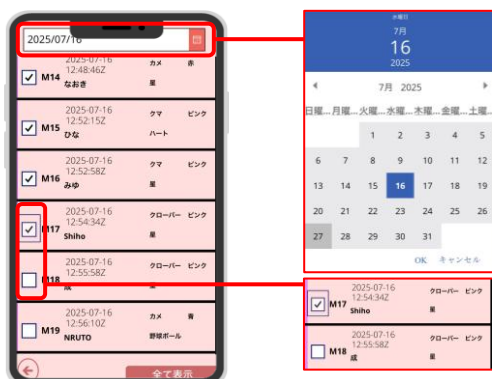 2025/07/16
M14
2025-07-16
12:48:46Z
なおき
カメ 赤
星
M15
2025-07-16
12:52:15Z
ひな
クマ ピンク
ハート
M16
2025-07-16
12:52:58Z
みゆ
クマ ピンク
星
M17
2025-07-16
12:54:34Z
Shiho
クローバー ピンク
星
M18
2025-07-16
12:55:58Z
成
クローバー ピンク
星
M19
2025-07-16
12:56:10Z
NRUTO
カメ 青
野球ボール
全て表示
水曜日
7月
16
2025
7月 2025
日曜... 月曜... 火曜... 水曜... 木曜... 金曜... 土曜...
1 2 3 4 5
6 7 8 9 10 11 12
13 14 15 16 17 18 19
20 21 22 23 24 25 26
27 28 29 30 31
OK キャンセル
M17
2025-07-16
12:54:34Z
Shiho
クローバー ピンク
星
M18
2025-07-16
12:55:58Z
成
クローバー ピンク
星